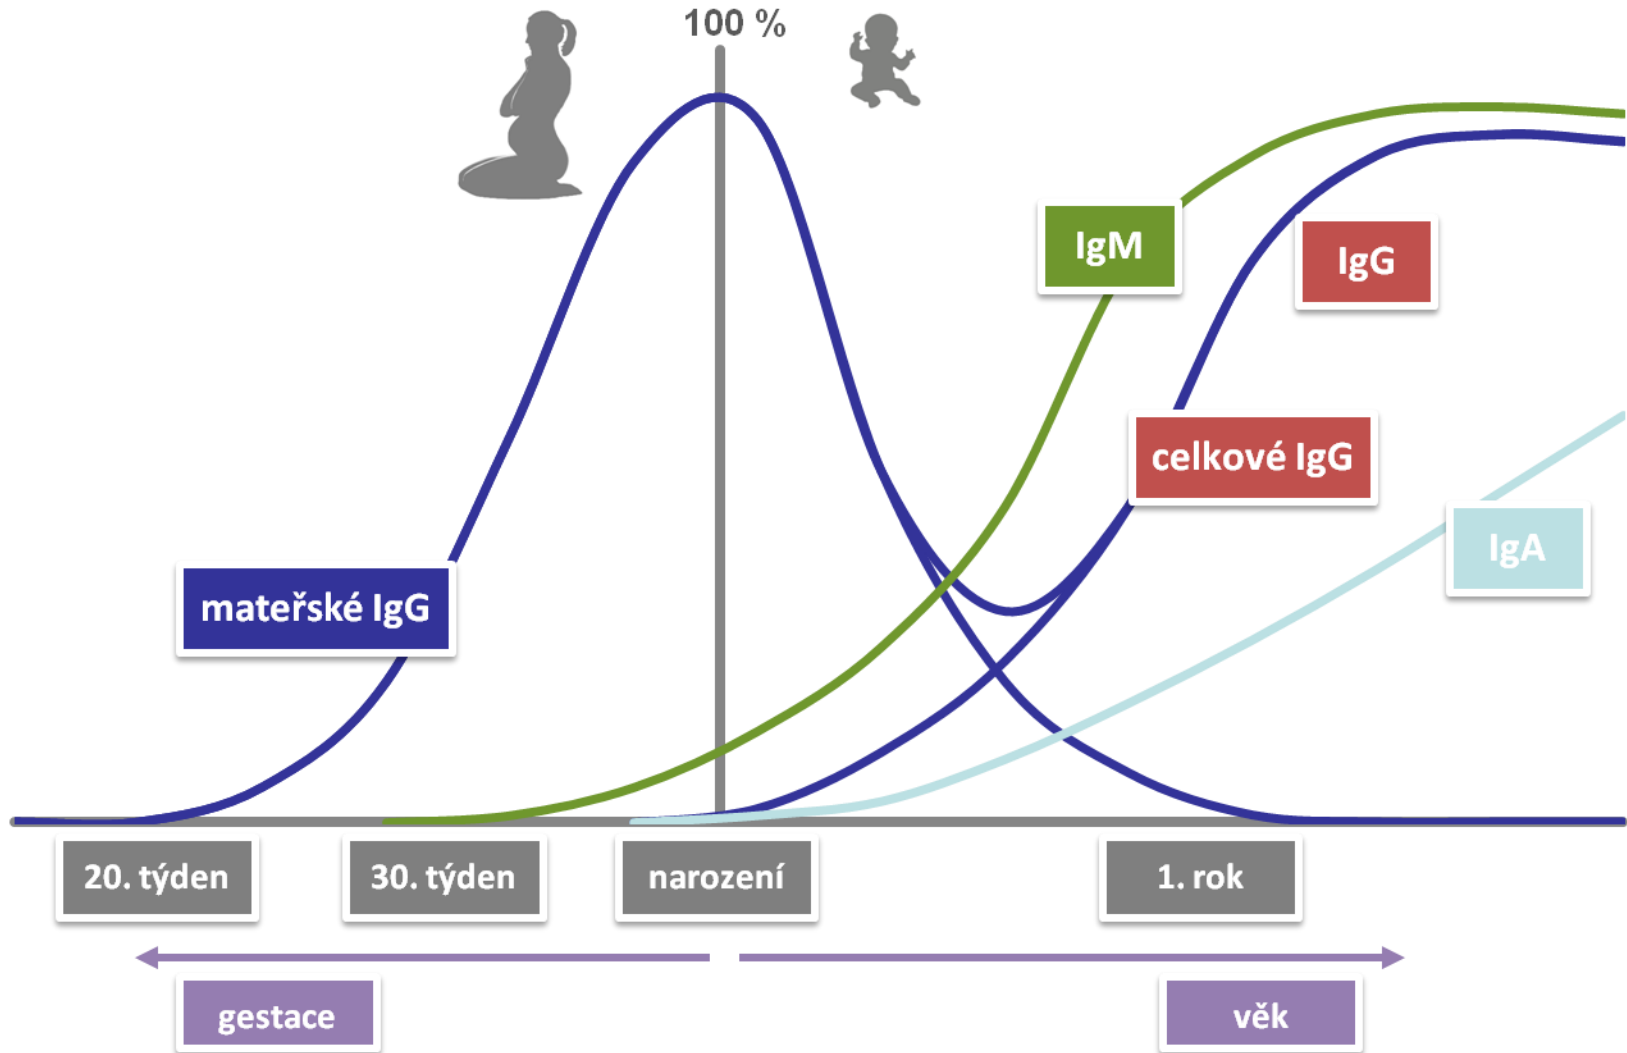 100 %
IgM
IgG
celkové IgG
IgA
mateřské IgG
20. týden
30. týden
narození
1. rok
gestace
věk